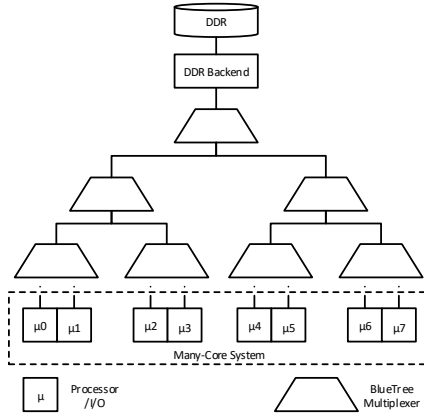 DDR
DDR Backend
μ0 μ1 μ2 μ3 μ4 μ5 μ6 μ7
Many-Core System
μ
Processor
/I/O
BlueTree
Multiplexer